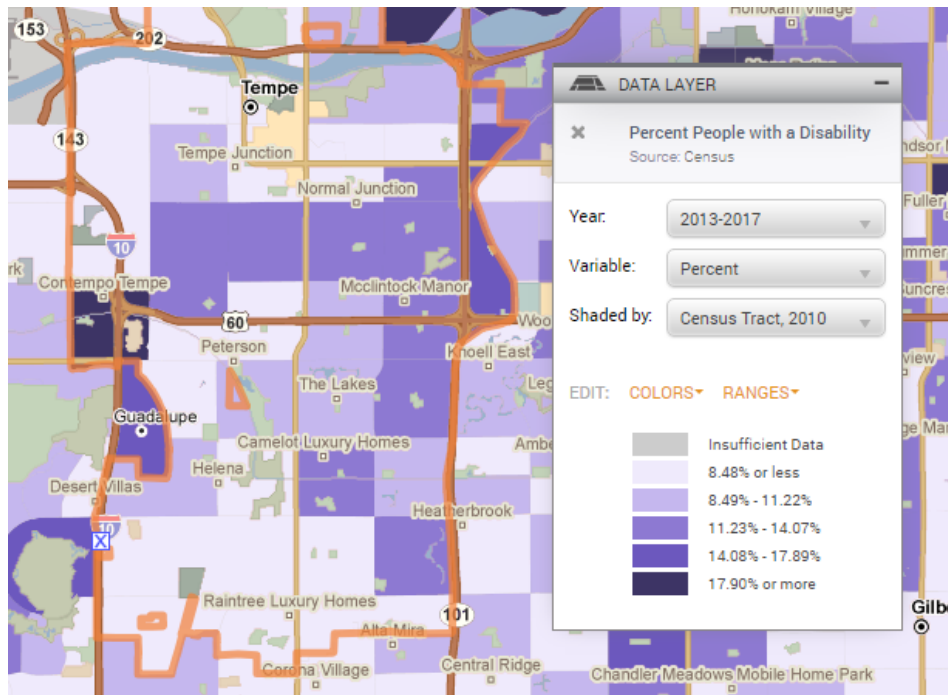 Hohokam Village
153
202
Tempe
143
Tempe Junction
Normal Junction
10
Contempo Tempe
Mcclintock Manor
60
Peterson
Knoell East
The Lakes
Guadalupe
Camelot Luxury Homes
Helena
Desert Villas
Heatherbrook
10
X
Raintree Luxury Homes
101
Alta Mira
Corona Village
Central Ridge
Chandler Meadows Mobile Home Park
DATA LAYER
Percent People with a Disability
Source: Census
Year:
2013-2017
Variable:
Percent
Shaded by:
Census Tract, 2010
EDIT: COLORS RANGES
Insufficient Data
8.48% or less
8.49% - 11.22%
11.23% - 14.07%
14.08% - 17.89%
17.90% or more